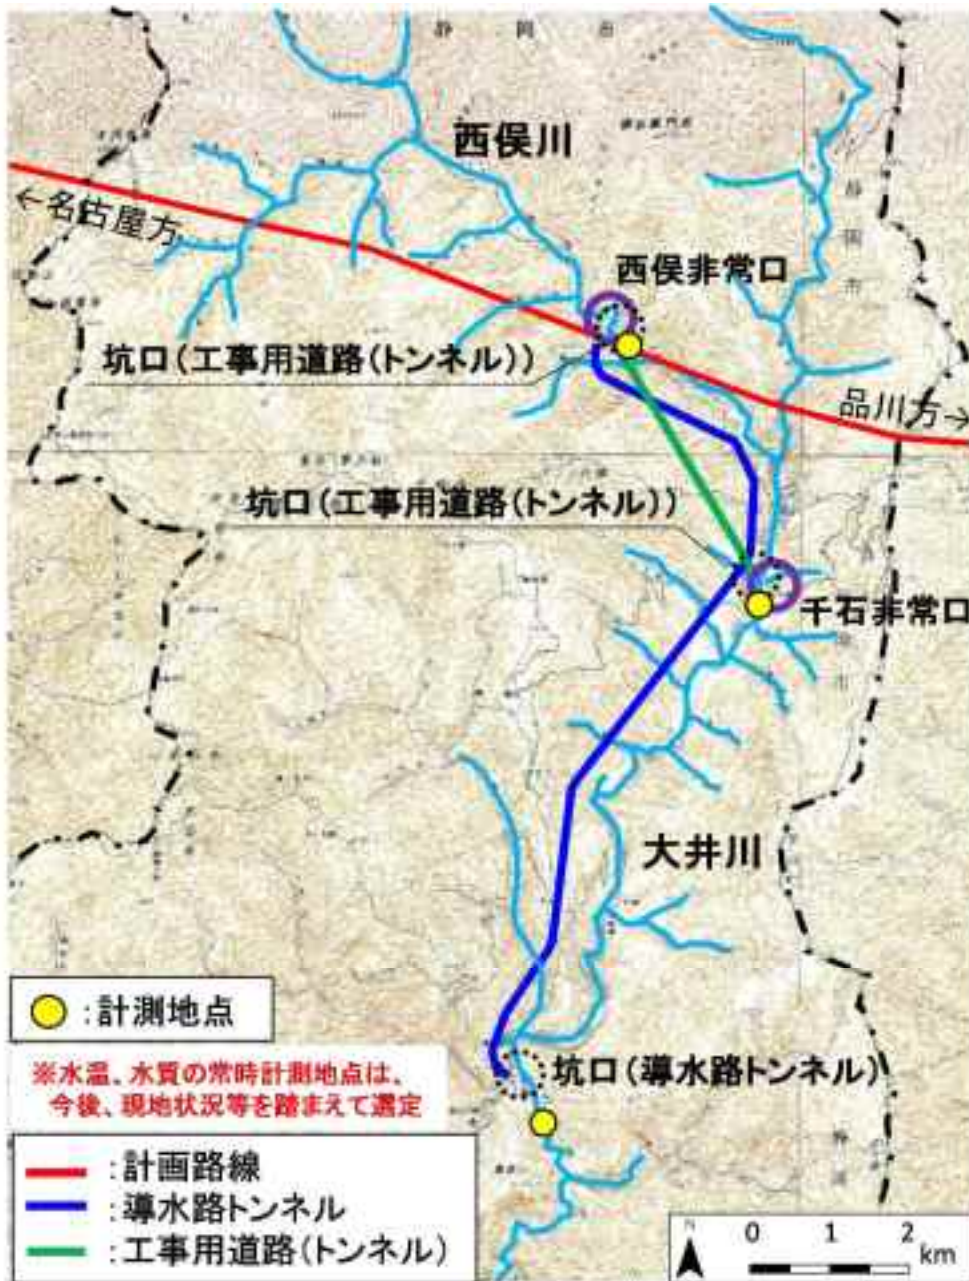 静岡市
西俣川
←名古屋方
西俣非常口
坑口(工事用道路(トンネル))
品川方→
坑口(工事用道路(トンネル))
千石非常口
大井川
:計測地点
坑口(導水路トンネル)
※水温、水質の常時計測地点は、
今後、現地状況等を踏まえて選定
:計画路線
:導水路トンネル
:工事用道路(トンネル)
N
0 1 2
km